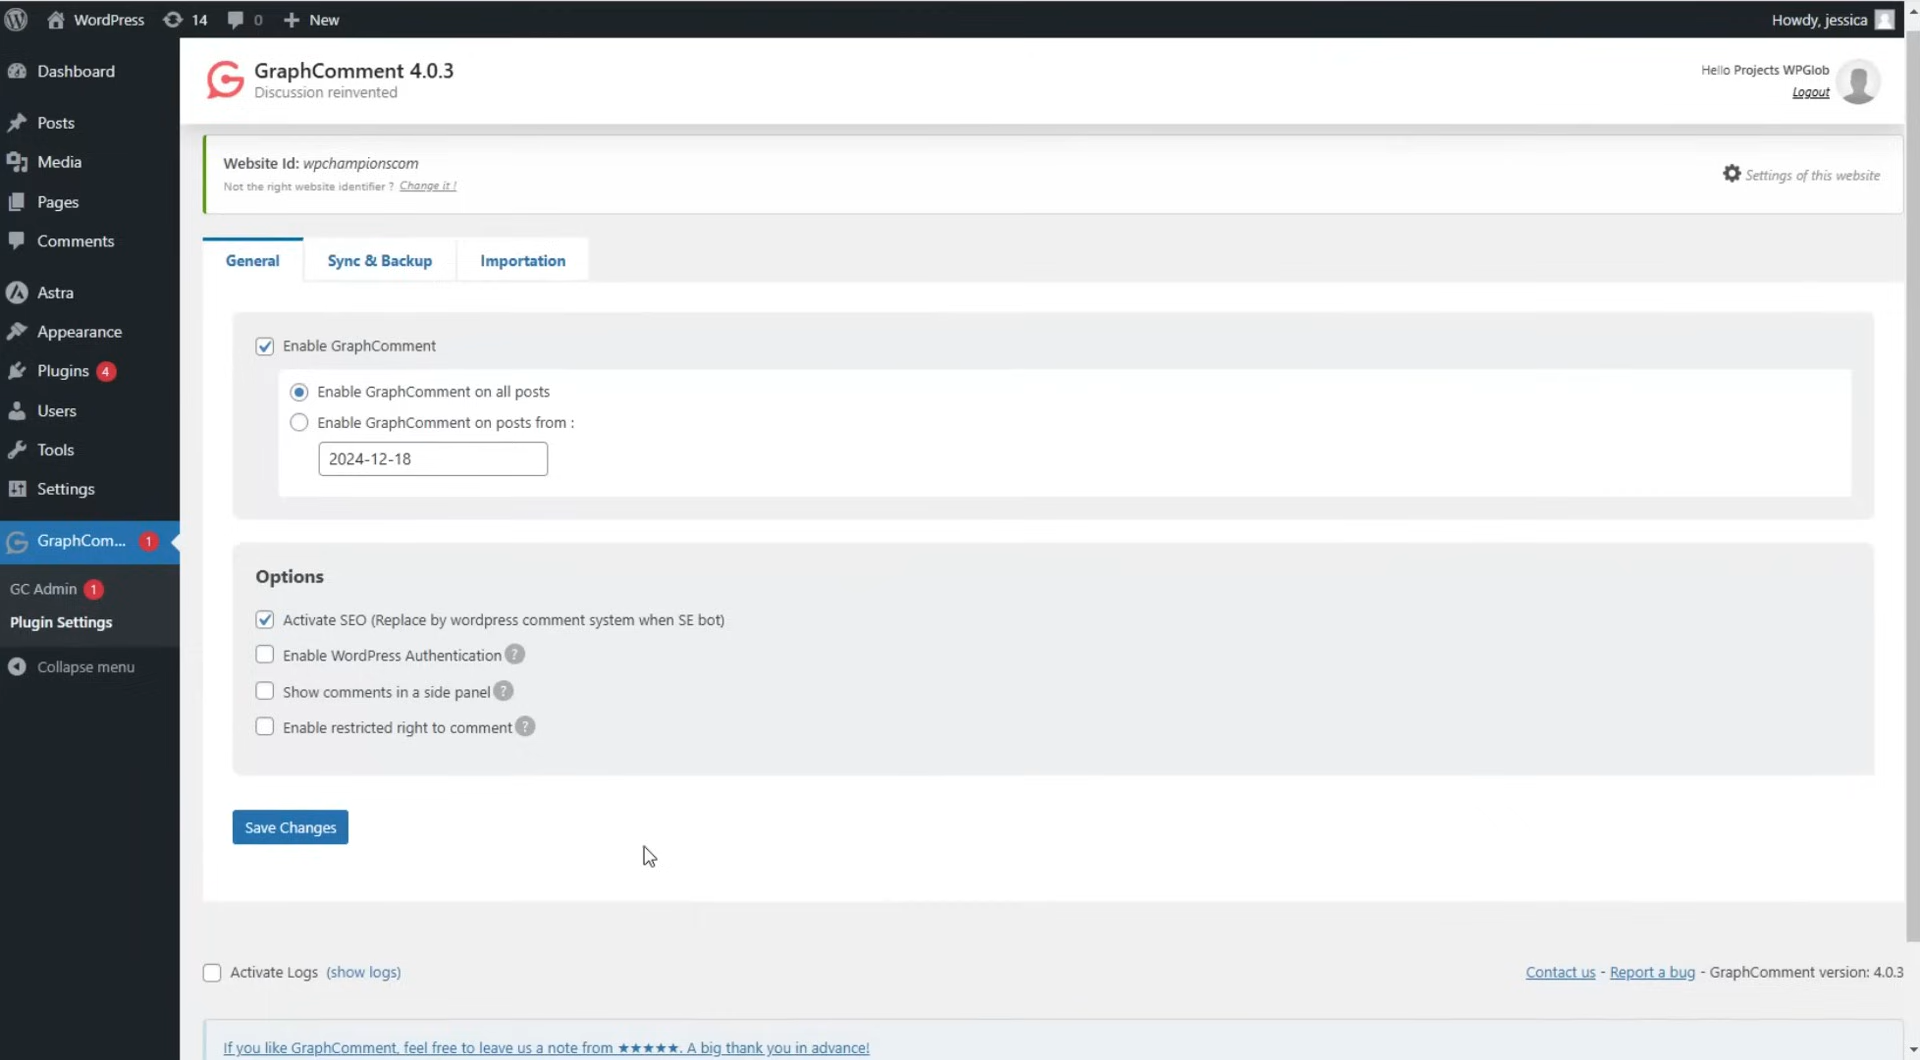 WordPress 14 0 New Howdy, jessica
Dashboard
Posts
Media
Pages
Comments
Astra
Appearance
Plugins 4
Users
Tools
Settings
GraphCom... 1
GC Admin 1
Plugin Settings
Collapse menu
GraphComment 4.0.3
Discussion reinvented
Hello Projects WPGlob
Logout
Website Id: wpchampionscom
Not the right website identifier ? Change it !
Settings of this website
General Sync & Backup Importation
Enable GraphComment
Enable GraphComment on all posts
Enable GraphComment on posts from :
2024-12-18
Options
Activate SEO (Replace by wordpress comment system when SE bot)
Enable WordPress Authentication ?
Show comments in a side panel ?
Enable restricted right to comment ?
Save Changes
Activate Logs (show logs)
Contact us - Report a bug - GraphComment version: 4.0.3
If you like GraphComment, feel free to leave us a note from ★★★★★. A big thank you in advance!